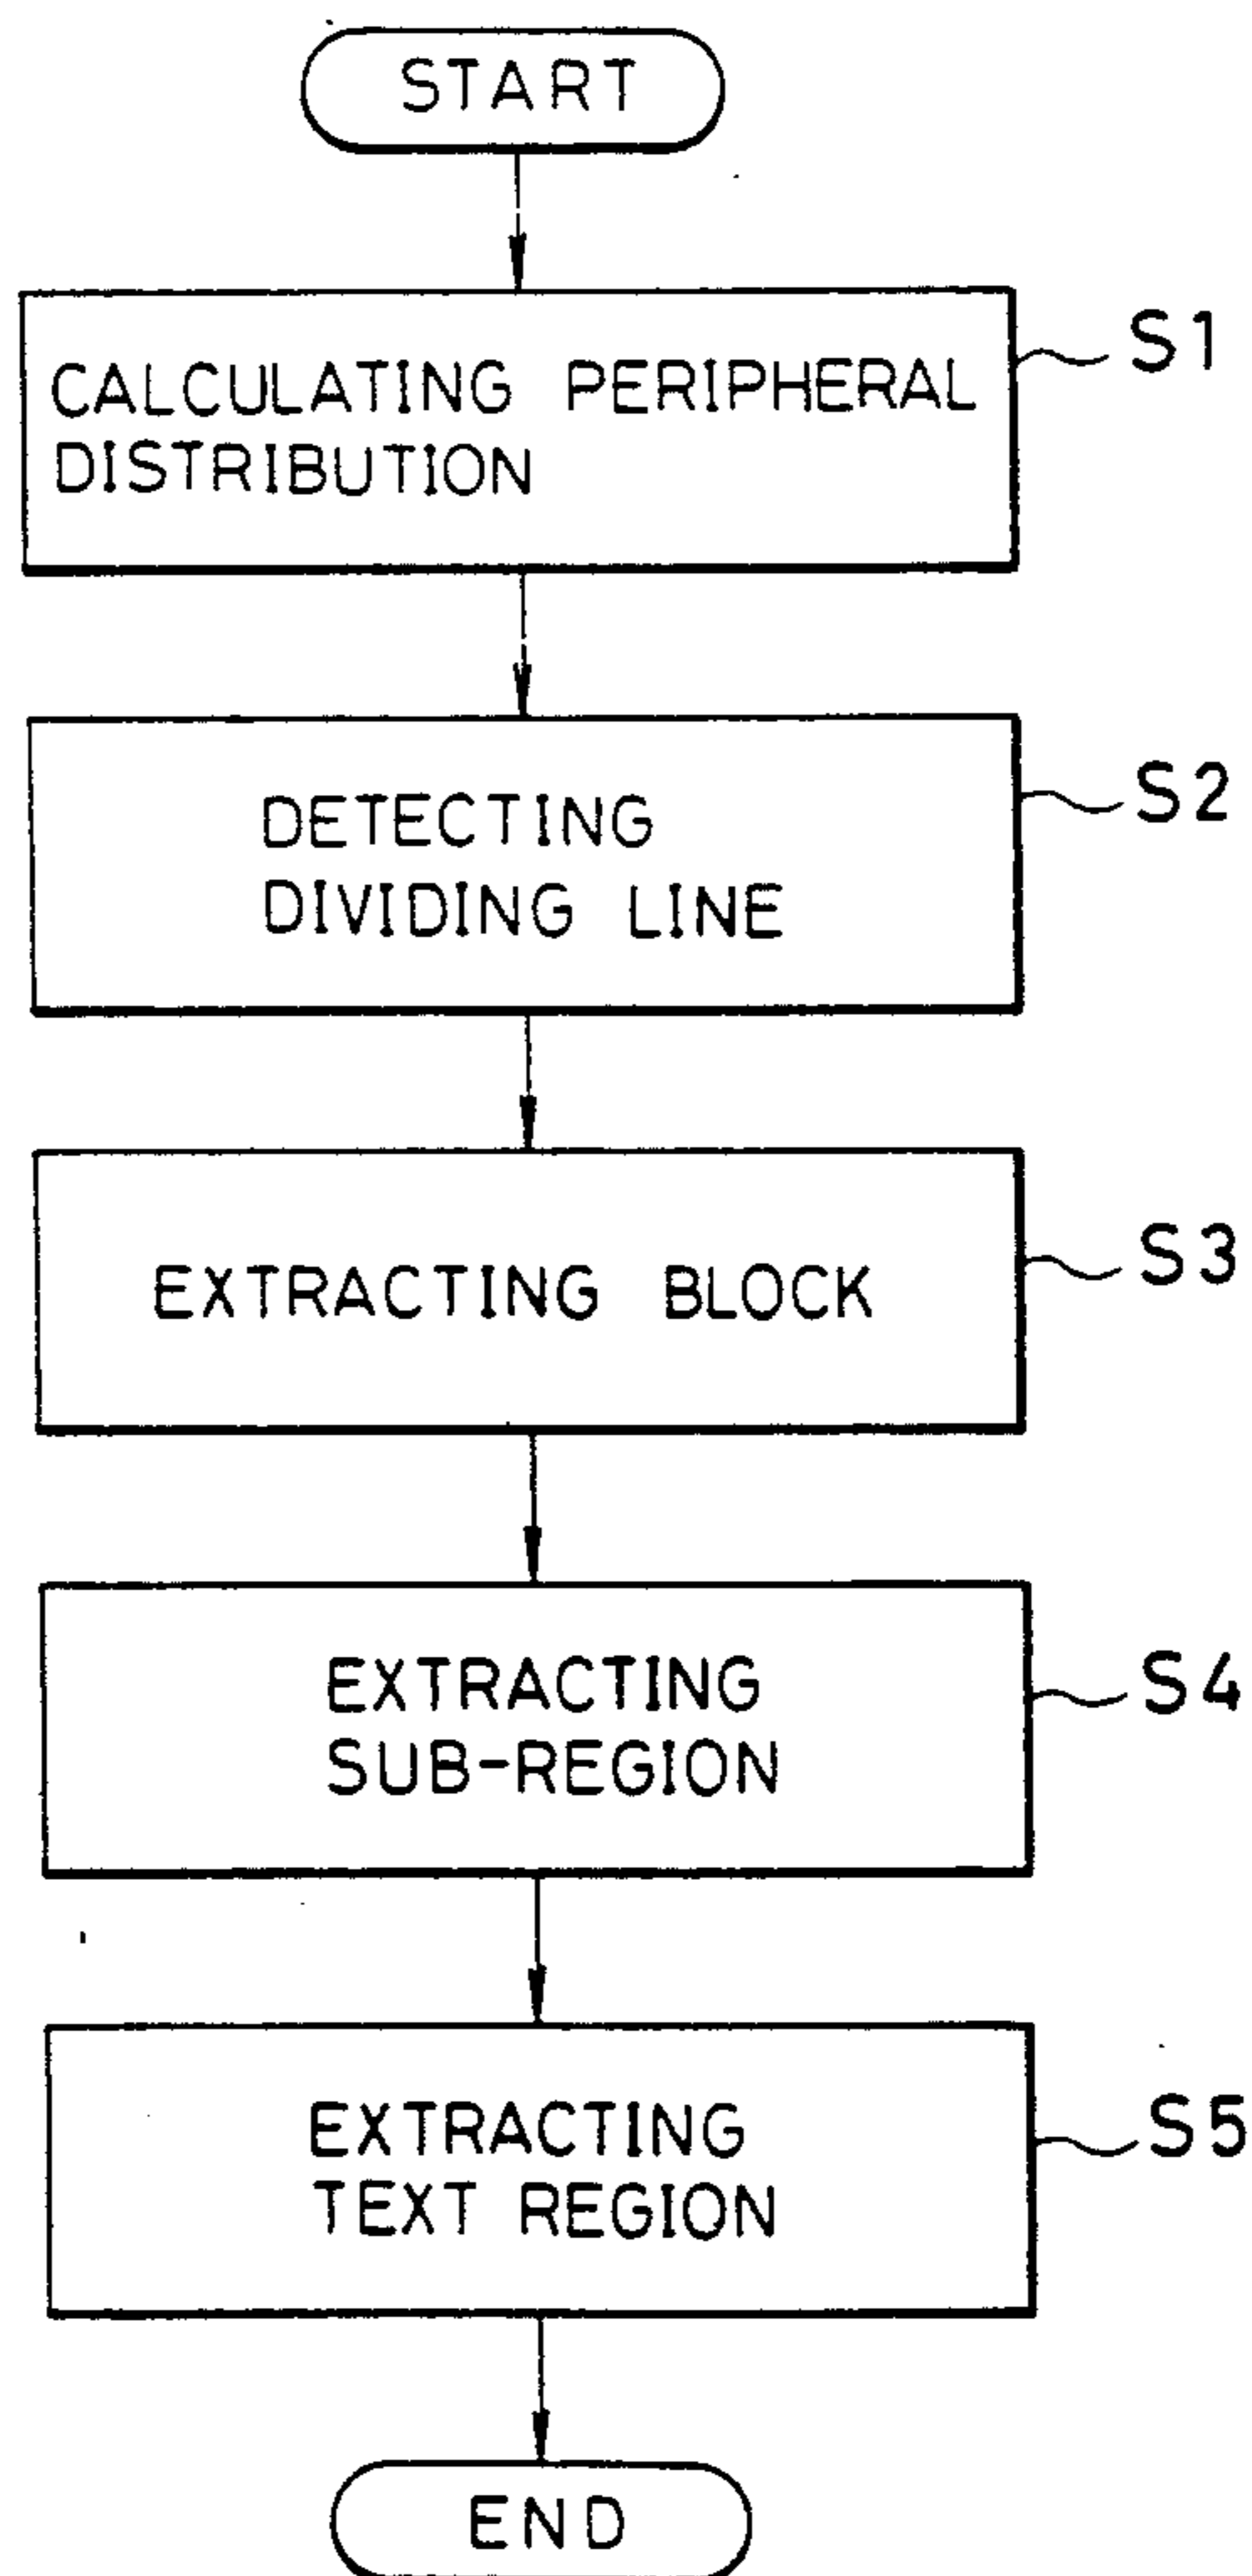 START
CALCULATING PERIPHERAL
DISTRIBUTION
S1
DETECTING
DIVIDING LINE
S2
EXTRACTING BLOCK
S3
EXTRACTING
SUB-REGION
S4
EXTRACTING
TEXT REGION
S5
END